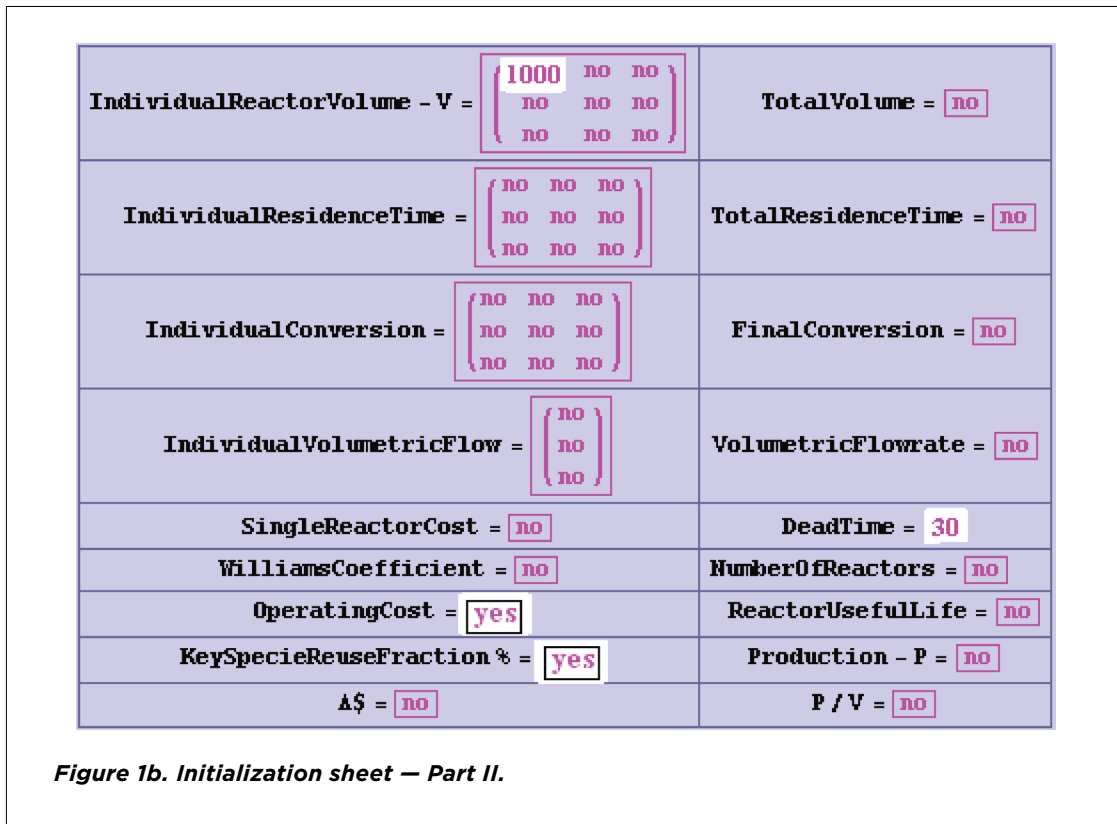 1000 no no
IndividualReactorVolume - V = no no no TotalVolume = no
no no no
no no no
IndividualResidenceTime = no no no TotalResidenceTime = no
no no no
no no no
IndividualConversion = no no no FinalConversion = no
no no no
no
IndividualVolumetricFlow = no VolumetricFlowrate = no
no
SingleReactorCost = no DeadTime = 30
WilliamsCoefficient = no NumberOfReactors = no
OperatingCost = yes ReactorUsefulLife = no
KeySpecieReuseFraction % = yes Production - P = no
A$ = no P / V = no
Figure 1b. Initialization sheet — Part II.